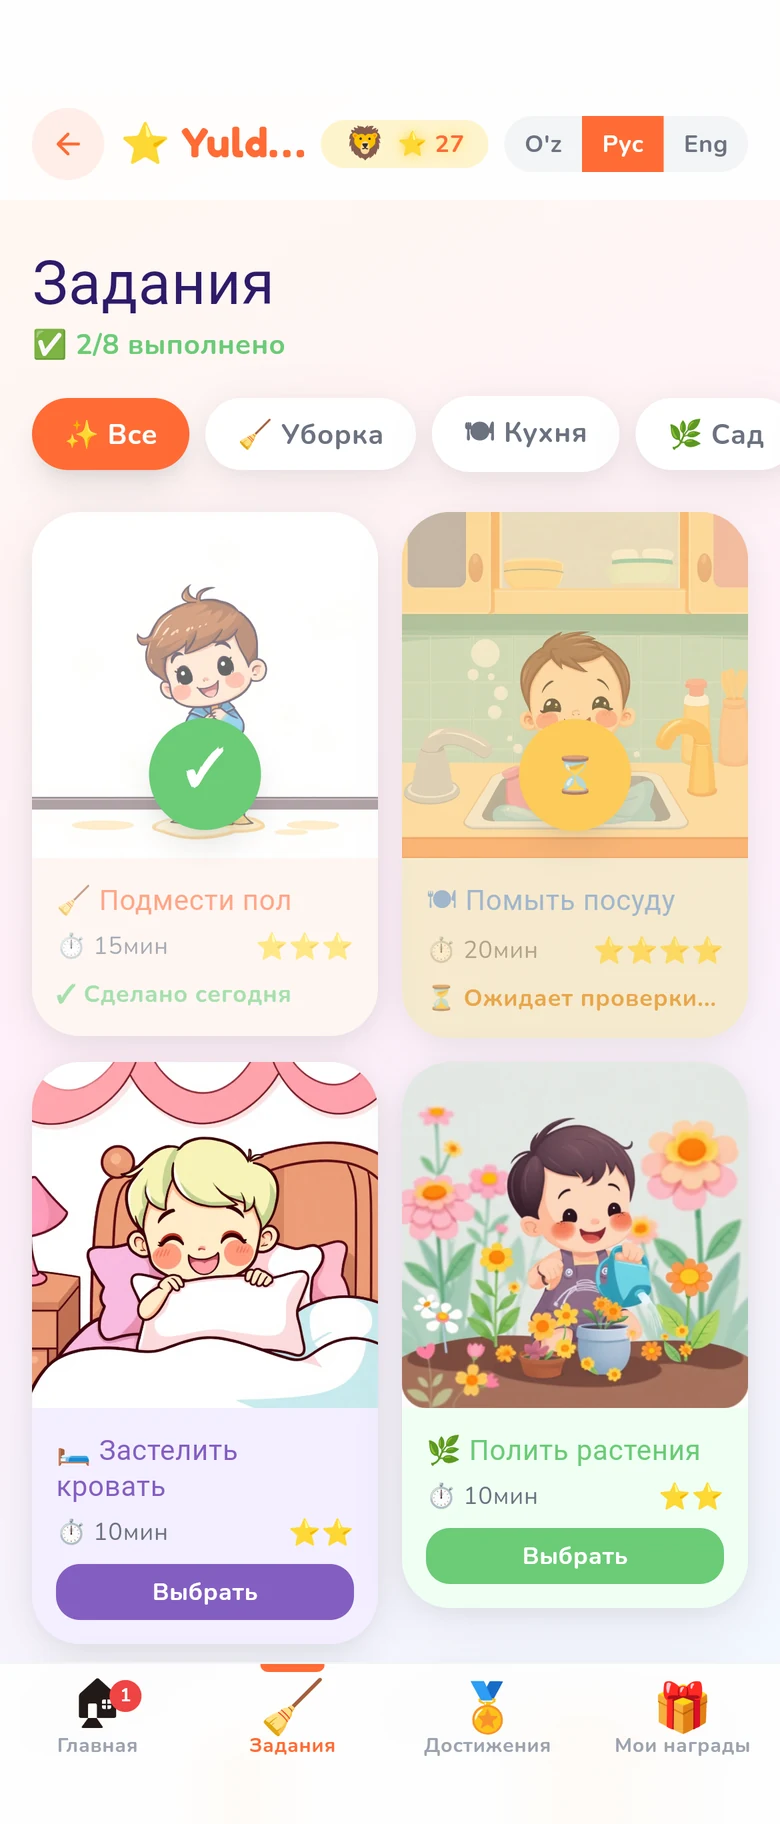 Yuld...
27
O'z
Рус
Eng
Задания
2/8 выполнено
Все
Уборка
Кухня
Сад
Подмести пол
15мин
Сделано сегодня
Помыть посуду
20мин
Ожидает проверки...
Застелить
кровать
10мин
Выбрать
Полить растения
10мин
Выбрать
1
Главная
Задания
Достижения
Мои награды